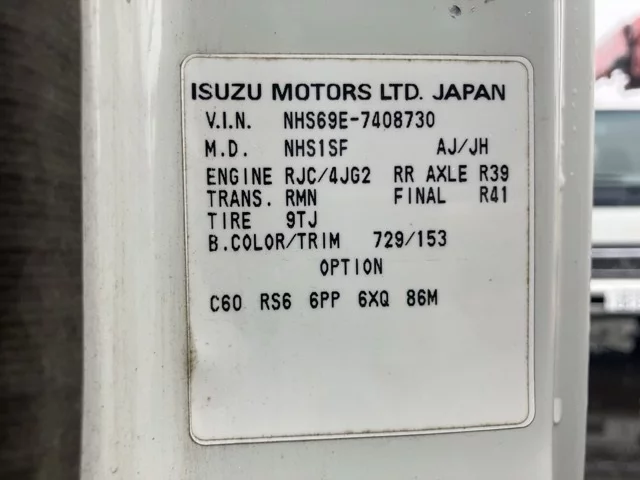 ISUZU MOTORS LTD. JAPAN
V.I.N. NHS69E-7408730
M.D. NHS1SF AJ/JH
ENGINE RJC/4JG2 RR AXLE R39
TRANS. RMN FINAL R41
TIRE 9TJ
B.COLOR/TRIM 729/153
OPTION
C60 RS6 6PP 6XQ 86M